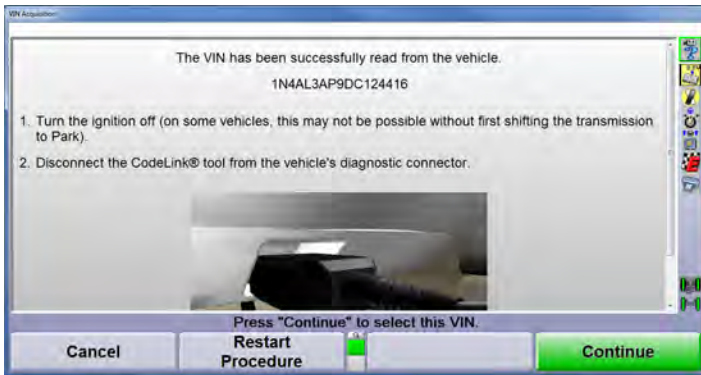 VIN Acquisition
The VIN has been successfully read from the vehicle.
1N4AL3AP9DC124416
1. Turn the ignition off (on some vehicles, this may not be possible without first shifting the transmission
to Park).
2. Disconnect the CodeLink® tool from the vehicle's diagnostic connector.
Press "Continue" to select this VIN.
Cancel
Restart
Procedure
Continue